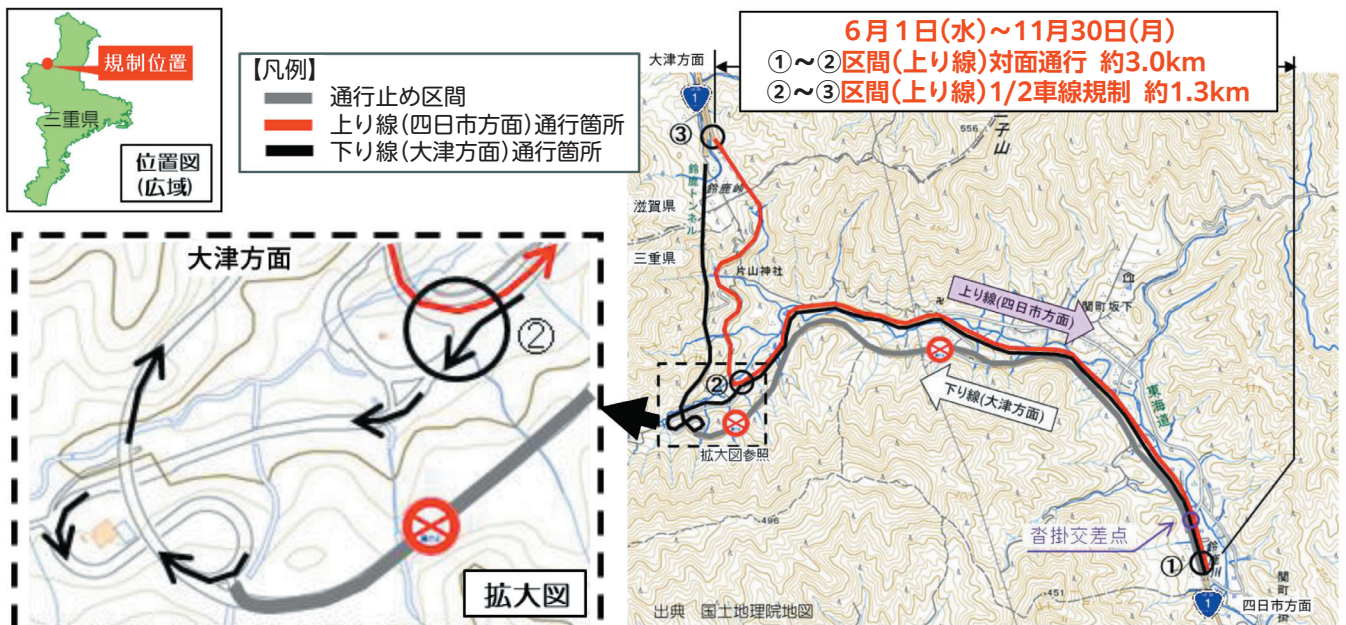 規制位置
三重県
位置図
(広域)
【凡例】
通行止め区間
上り線(四日市方面)通行箇所
下り線(大津方面)通行箇所
6月1日(水)～11月30日(月)
①～②区間(上り線)対面通行 約3.0km
②～③区間(上り線)1/2車線規制 約1.3km
大津方面
1
③
556
二子山
鈴鹿峠
鈴鹿トンネル
滋賀県
三重県
片山神社
上り線(四日市方面)
関町坂下
②
下り線(大津方面)
東海道
拡大図参照
496
沓掛交差点
①
鈴鹿川
関町
451
1
四日市方面
出典 国土地理院地図
大津方面
②
拡大図